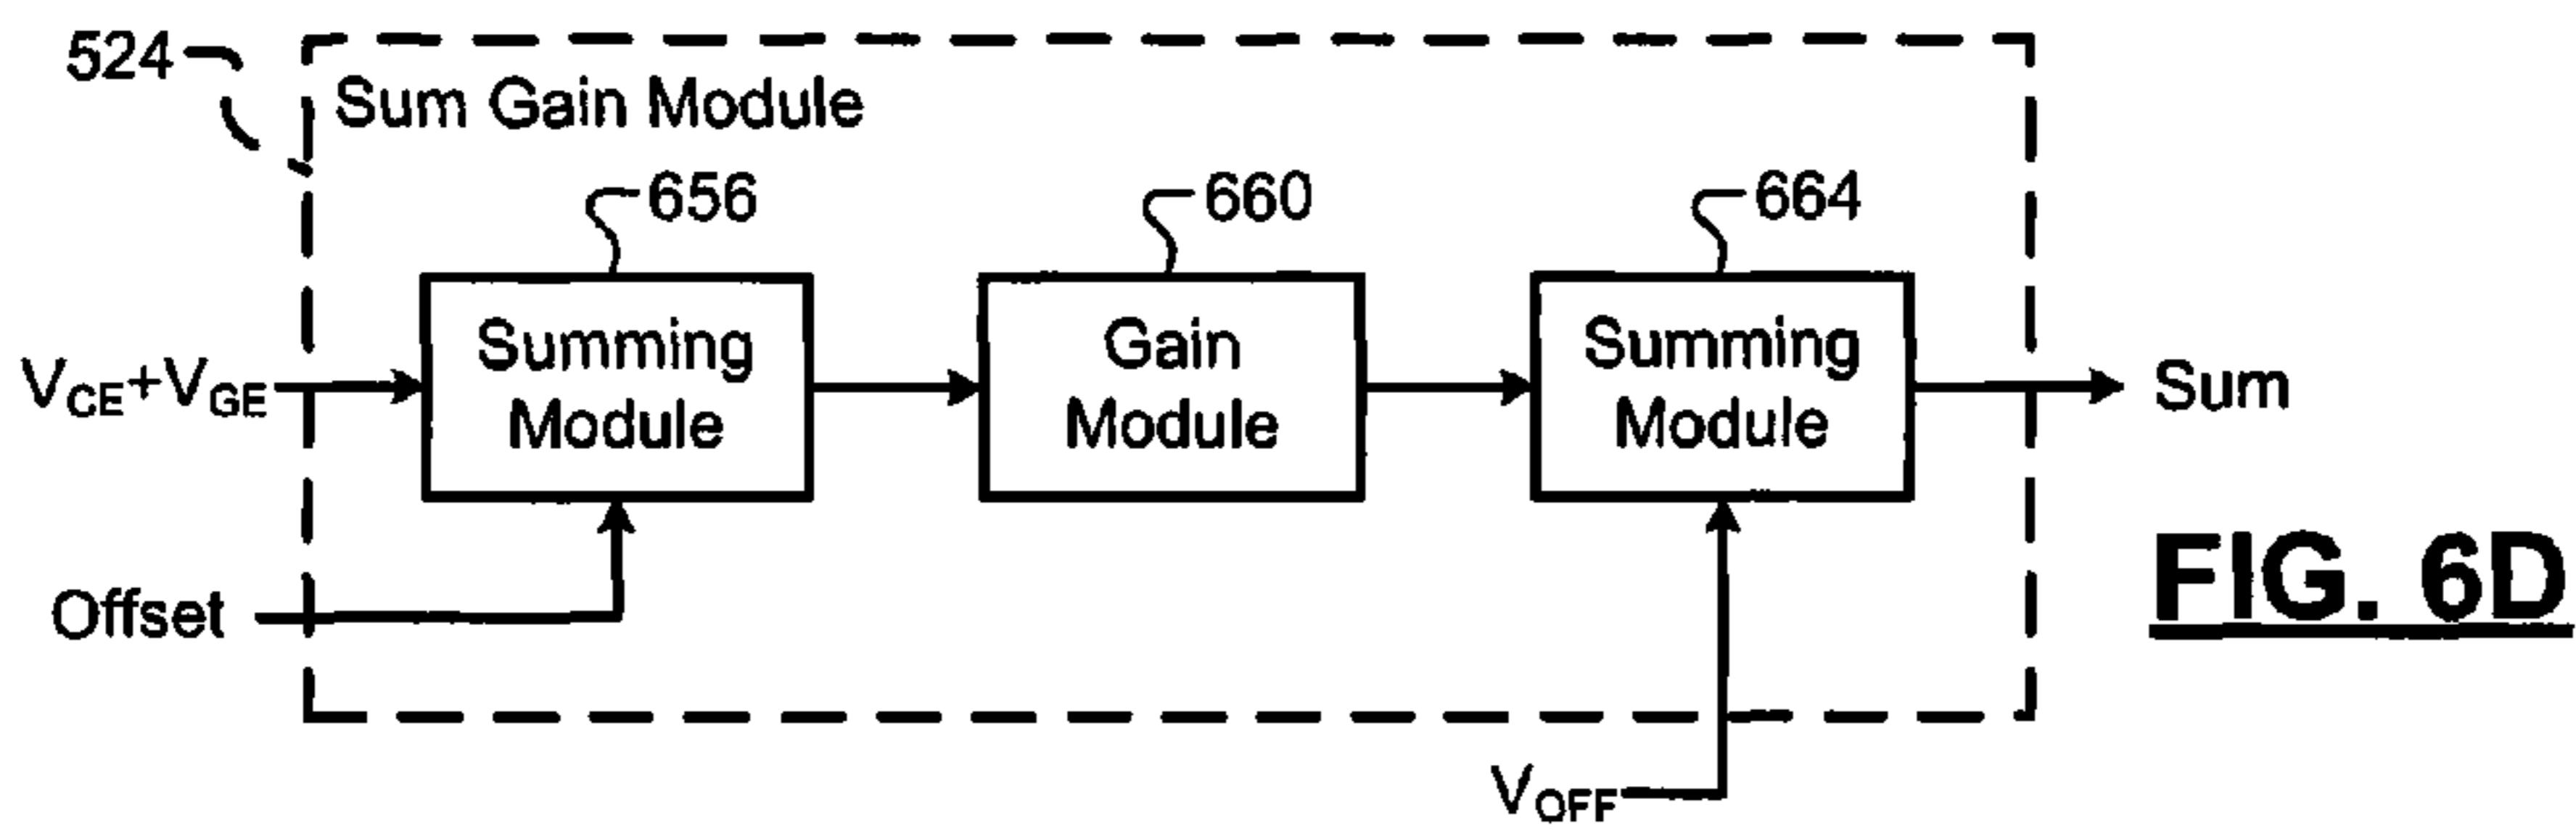 524
Sum Gain Module
656
660
664
Summing
Module
Gain
Module
Summing
Module
VCE+VGE
Sum
Offset
FIG. 6D
VOFF